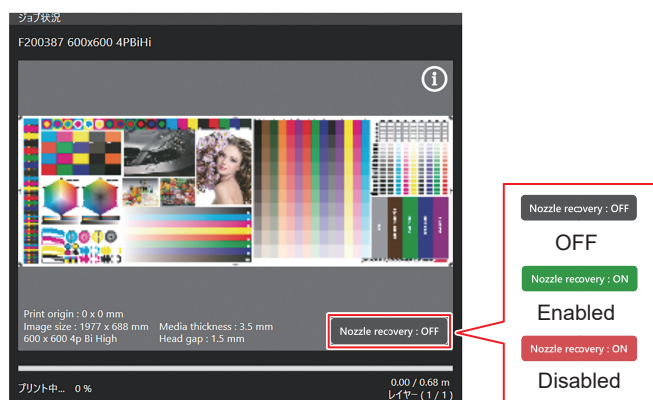 ジョブ状況
F200387 600x600 4PBiHi
Print origin : 0 x 0 mm
Image size : 1977 x 688 mm Media thickness : 3.5 mm
600 x 600 4p Bi High Head gap : 1.5 mm
Nozzle recovery : OFF
プリント中... 0 %
0.00 / 0.68 m
レイヤー ( 1 / 1 )
Nozzle recovery : OFF
OFF
Nozzle recovery : ON
Enabled
Nozzle recovery : ON
Disabled